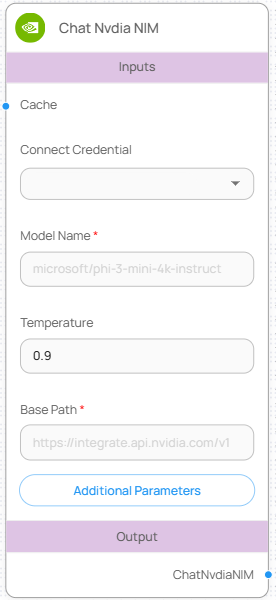 Chat Nvdia NIM
Inputs
Cache
Connect Credential
Model Name *
microsoft/phi-3-mini-4k-instruct
Temperature
0.9
Base Path *
https://integrate.api.nvidia.com/v1
Additional Parameters
Output
ChatNvdiaNIM